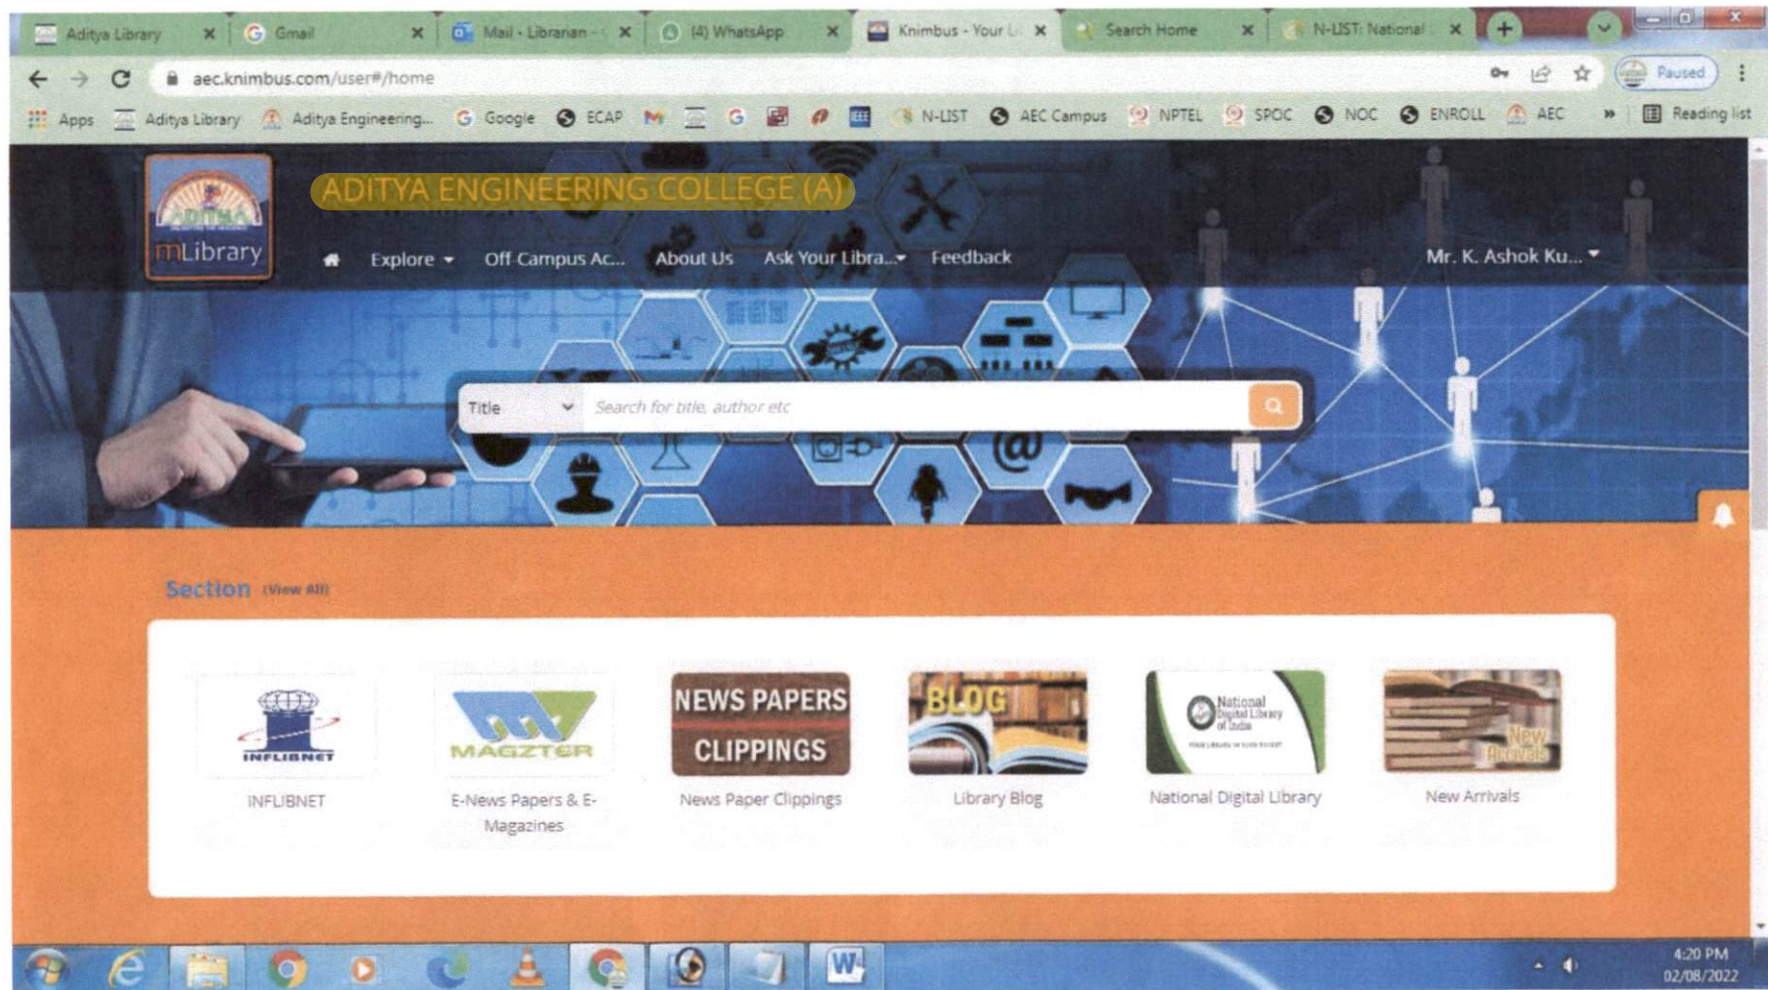 Aditya Library
Gmail
Mail - Librarian -
(4) WhatsApp
Knimbus - Your Li
Search Home
N-LIST: National
aec.knimbus.com/user#/home
Paused
Apps Aditya Library Aditya Engineering... Google ECAP IEEE N-LIST AEC Campus NPTEL SPOC NOC ENROLL AEC » Reading list
ADITYA ENGINEERING COLLEGE (A)
ADITYA
mLibrary
Explore Off-Campus Ac... About Us Ask Your Libra... Feedback
Mr. K. Ashok Ku...
Title Search for title, author etc
@
Section (View All)
INFLIBNET
MAGZTER
NEWS PAPERS
CLIPPINGS
BLOG
National
Digital Library
of India
New
Arrivals
INFLIBNET
E-News Papers & E-
Magazines
News Paper Clippings
Library Blog
National Digital Library
New Arrivals
4:20 PM
02/08/2022